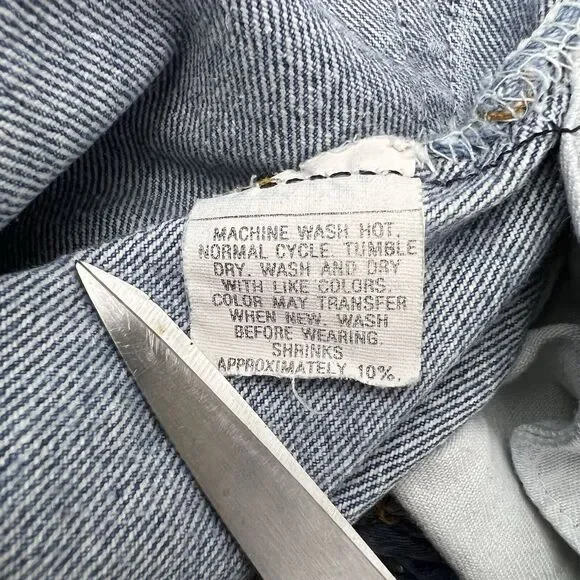 MACHINE WASH HOT.
NORMAL CYCLE. TUMBLE
DRY. WASH AND DRY
WITH LIKE COLORS.
COLOR MAY TRANSFER
WHEN NEW. WASH
BEFORE WEARING.
SHRINKS
APPROXIMATELY 10%.